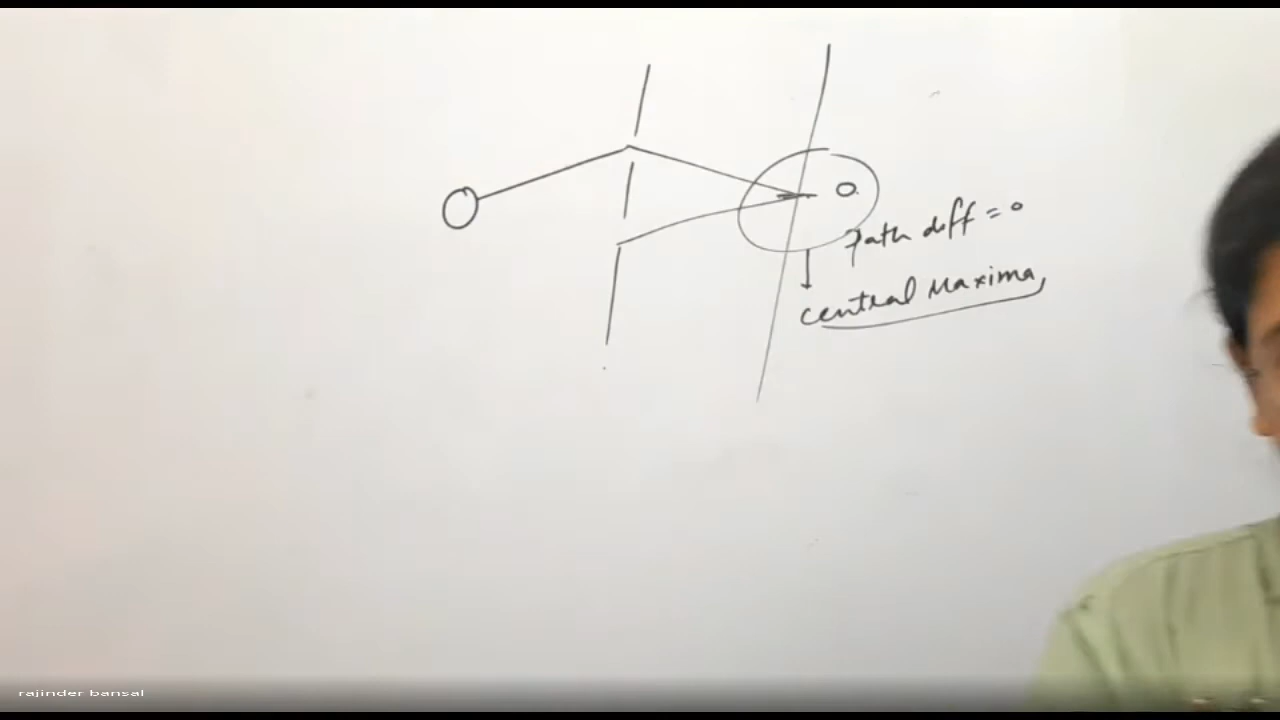 O
Path diff = 0
central Maxima,
rajinder bansal